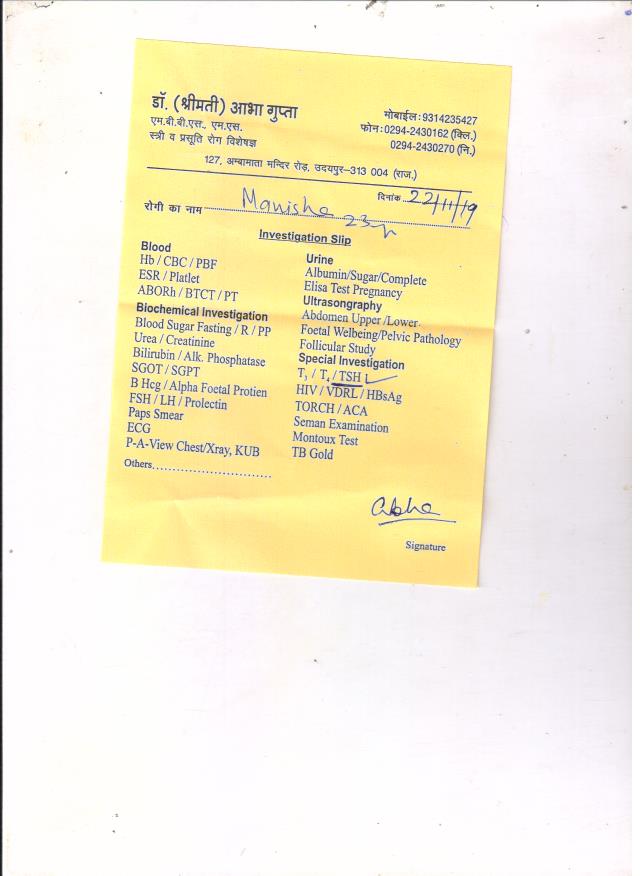 डॉ. (श्रीमती) आभा गुप्ता
एम.बी.बी.एस., एम.एस.
स्त्री व प्रसूति रोग विशेषज्ञ
मोबाईल : 9314235427
फोन : 0294-2430162 (क्लि.)
0294-2430270 (नि.)
127, अम्बामाता मन्दिर रोड़, उदयपुर-313 004 (राज.)
दिनांक 22/11/19
रोगी का नाम Manisha 23
Investigation Slip
Blood
Hb / CBC / PBF
ESR / Platlet
ABORh / BTCT / PT
Biochemical Investigation
Blood Sugar Fasting / R / PP
Urea / Creatinine
Bilirubin / Alk. Phosphatase
SGOT / SGPT
B Hcg / Alpha Foetal Protien
FSH / LH / Prolectin
Paps Smear
ECG
P-A-View Chest/Xray, KUB
Others............................
Urine
Albumin/Sugar/Complete
Elisa Test Pregnancy
Ultrasongraphy
Abdomen Upper /Lower
Foetal Welbeing/Pelvic Pathology
Follicular Study
Special Investigation
T₃ / T₄ / TSH ✓
HIV / VDRL / HBsAg
TORCH / ACA
Seman Examination
Montoux Test
TB Gold
Abha
Signature